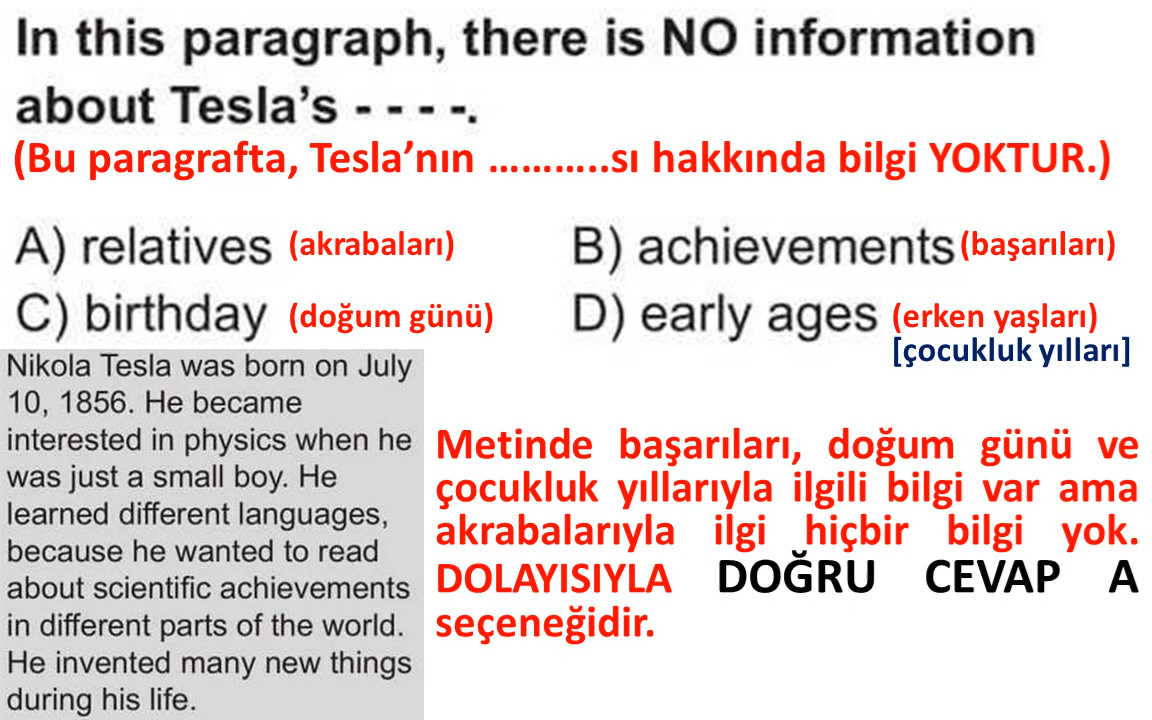 In this paragraph, there is NO information
about Tesla's - - - -.
(Bu paragrafta, Tesla'nın ………..sı hakkında bilgi YOKTUR.)
A) relatives (akrabaları) B) achievements (başarıları)
C) birthday (doğum günü) D) early ages (erken yaşları)
[çocukluk yılları]
Nikola Tesla was born on July
10, 1856. He became
interested in physics when he
was just a small boy. He
learned different languages,
because he wanted to read
about scientific achievements
in different parts of the world.
He invented many new things
during his life.
Metinde başarıları, doğum günü ve
çocukluk yıllarıyla ilgili bilgi var ama
akrabalarıyla ilgi hiçbir bilgi yok.
DOLAYISIYLA DOĞRU CEVAP A
seçeneğidir.